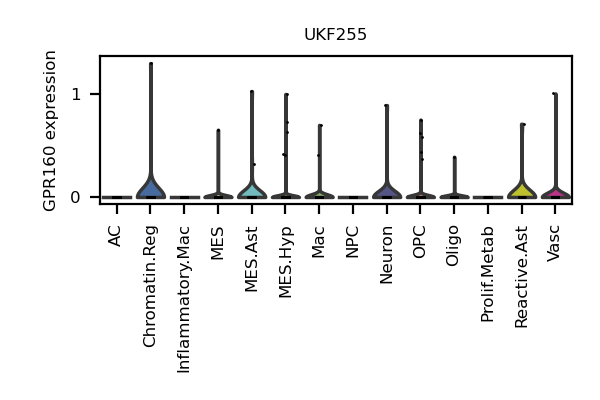 UKF255
GPR160 expression
1
0
AC
Chromatin.Reg
Inflammatory.Mac
MES
MES.Ast
MES.Hyp
Mac
NPC
Neuron
OPC
Oligo
Prolif.Metab
Reactive.Ast
Vasc